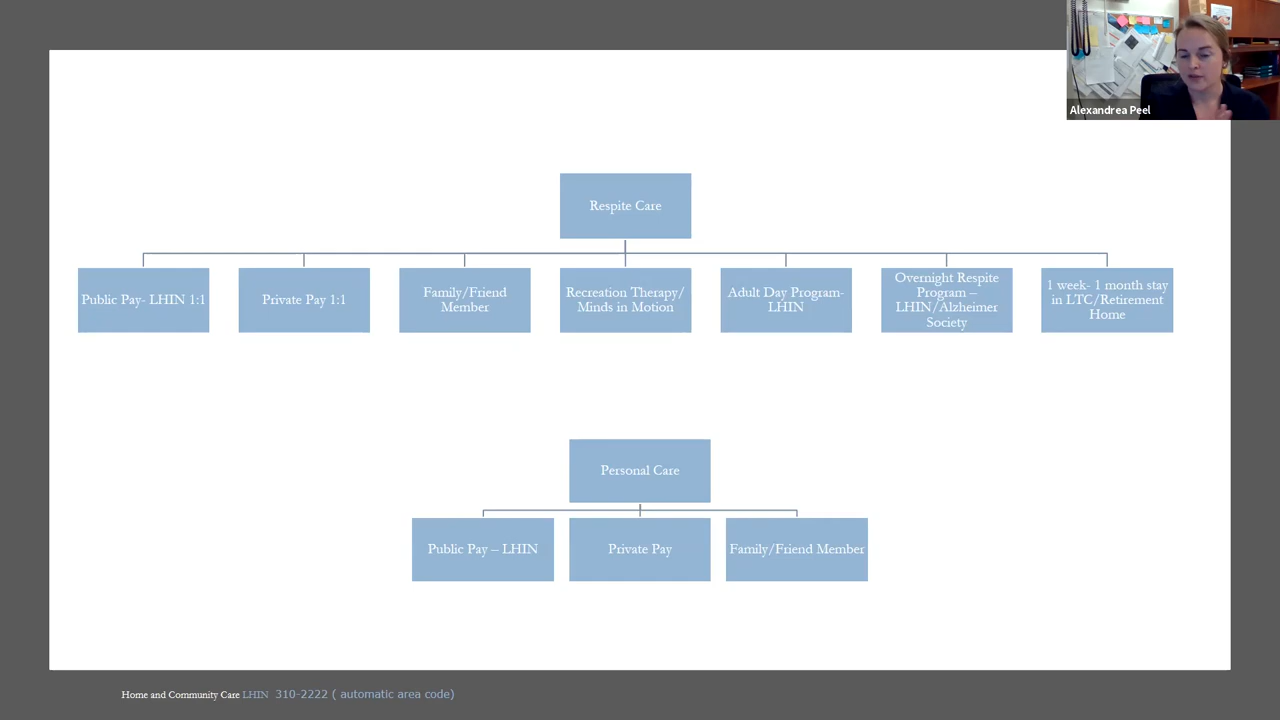 Alexandrea Peel
Respite Care
Public Pay- LHIN 1:1
Private Pay 1:1
Family/Friend
Member
Recreation Therapy/
Minds in Motion
Adult Day Program-
LHIN
Overnight Respite
Program –
LHIN/Alzheimer
Society
1 week- 1 month stay
in LTC/Retirement
Home
Personal Care
Public Pay – LHIN
Private Pay
Family/Friend Member
Home and Community Care LHIN 310-2222 ( automatic area code)